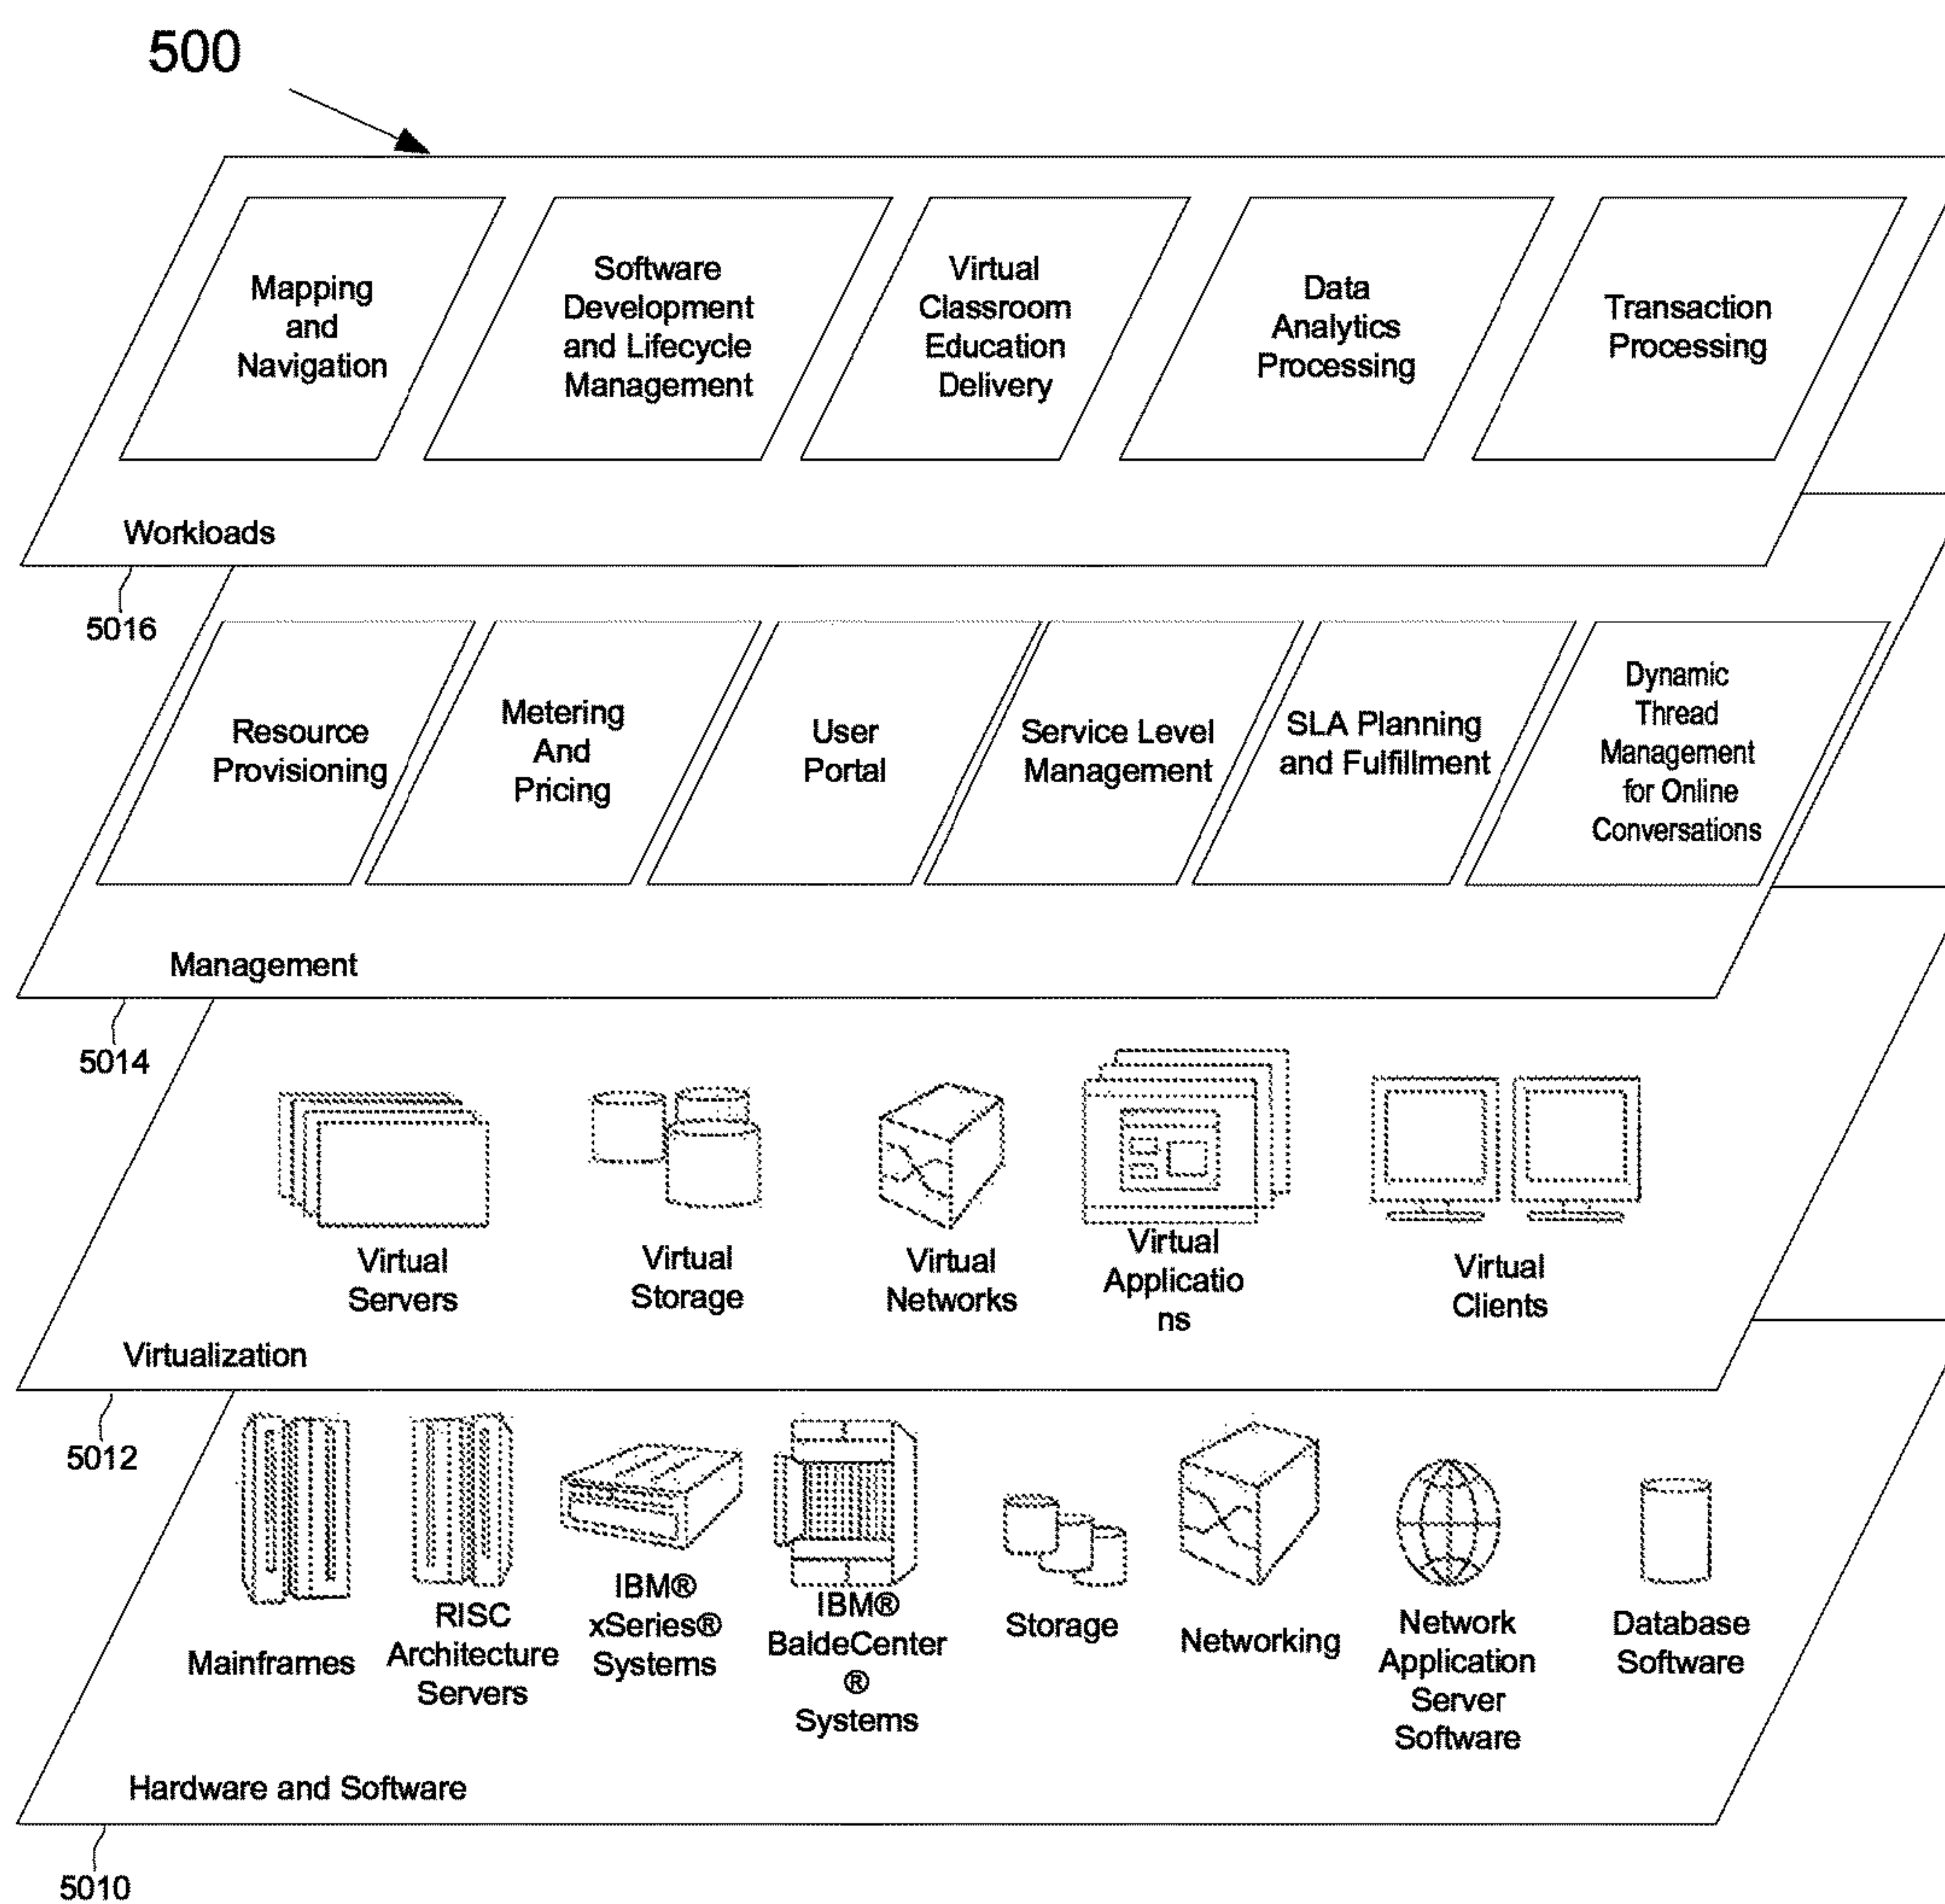 500
Mapping
and
Navigation
Software
Development
and Lifecycle
Management
Virtual
Classroom
Education
Delivery
Data
Analytics
Processing
Transaction
Processing
Workloads
5016
Resource
Provisioning
Metering
And
Pricing
User
Portal
Service Level
Management
SLA Planning
and Fulfillment
Dynamic
Thread
Management
for Online
Conversations
Management
5014
Virtual
Servers
Virtual
Storage
Virtual
Networks
Virtual
Applicatio
ns
Virtual
Clients
Virtualization
5012
Mainframes
RISC
Architecture
Servers
IBM®
xSeries®
Systems
IBM®
BaldeCenter
®
Systems
Storage
Networking
Network
Application
Server
Software
Database
Software
Hardware and Software
5010